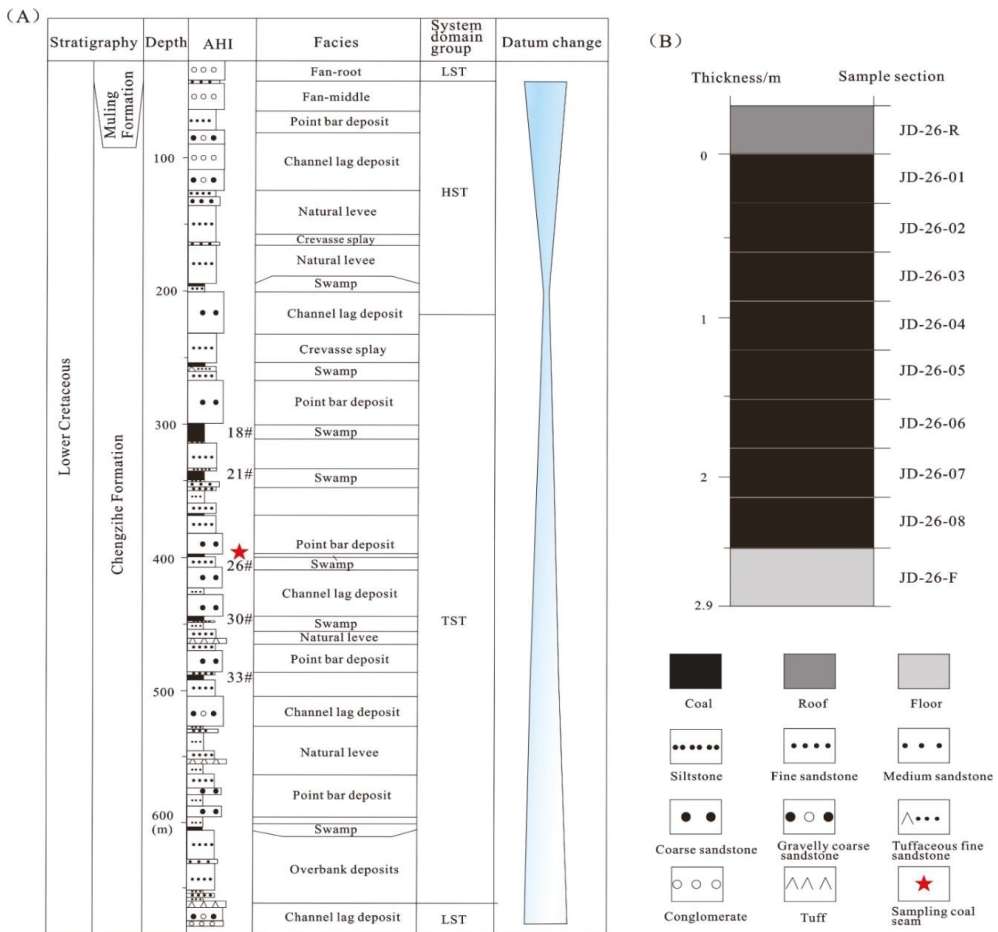 (A)
Stratigraphy
Depth
AHI
Facies
System
domain
group
Datum change
Lower Cretaceous
Muling
Formation
Chengzihe Formation
100
200
300
400
500
600
(m)
18#
21#
26#
30#
33#
Fan-root
Fan-middle
Point bar deposit
Channel lag deposit
Natural levee
Crevasse splay
Natural levee
Swamp
Channel lag deposit
Crevasse splay
Swamp
Point bar deposit
Swamp
Swamp
Point bar deposit
Swamp
Channel lag deposit
Swamp
Natural levee
Point bar deposit
Channel lag deposit
Natural levee
Point bar deposit
Swamp
Overbank deposits
Channel lag deposit
LST
HST
TST
LST
(B)
Thickness/m
Sample section
0
1
2
2.9
JD-26-R
JD-26-01
JD-26-02
JD-26-03
JD-26-04
JD-26-05
JD-26-06
JD-26-07
JD-26-08
JD-26-F
Coal
Roof
Floor
Siltstone
Fine sandstone
Medium sandstone
Coarse sandstone
Gravelly coarse
sandstone
Tuffaceous fine
sandstone
Conglomerate
Tuff
Sampling coal
seam